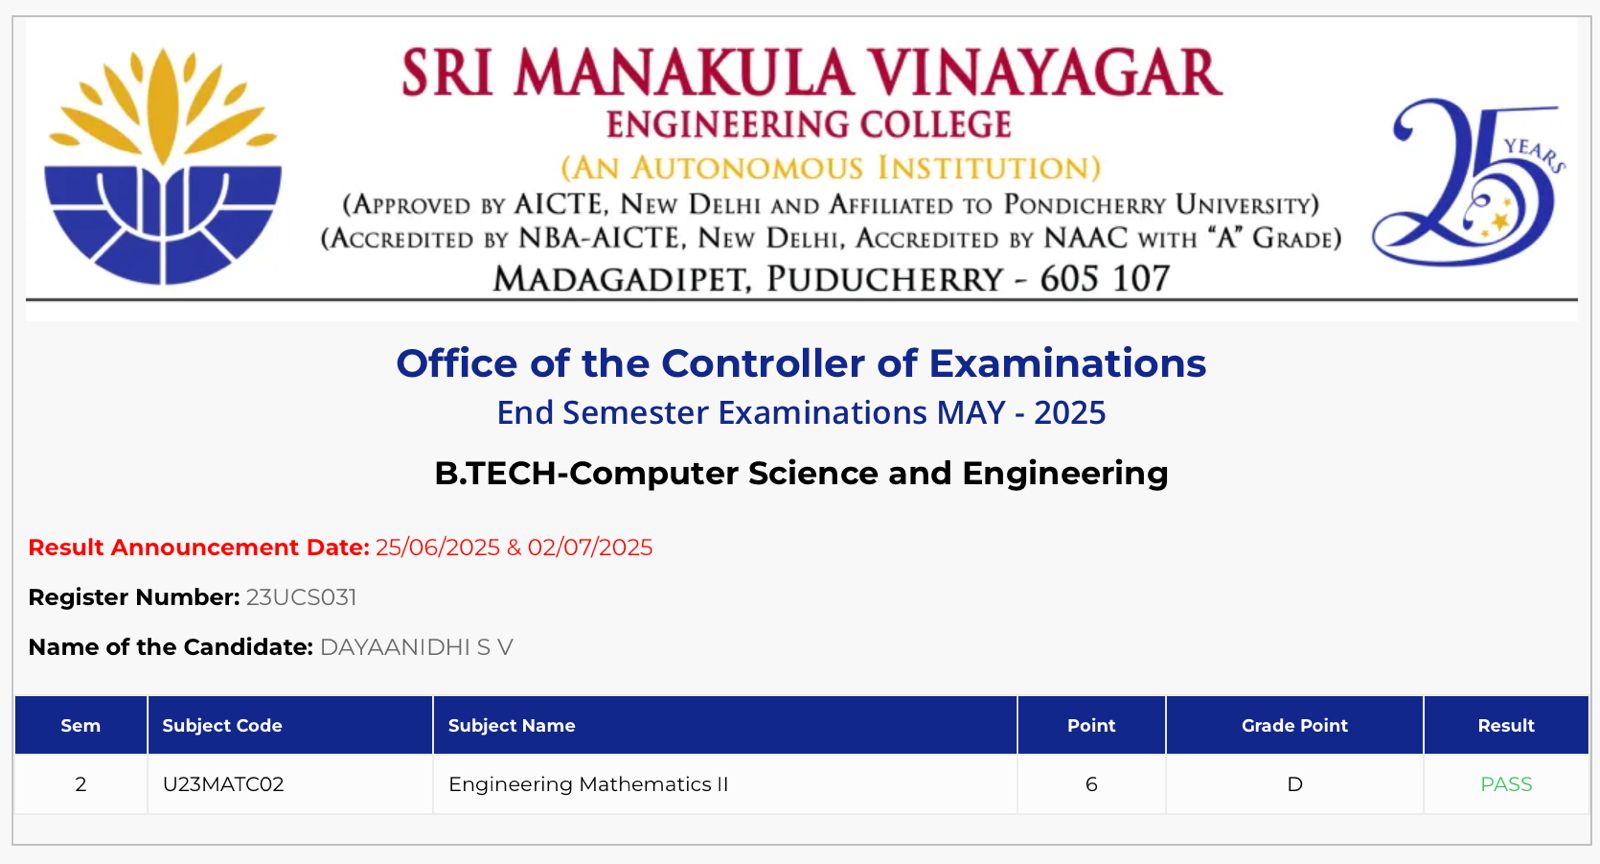 SRI MANAKULA VINAYAGAR
ENGINEERING COLLEGE
(AN AUTONOMOUS INSTITUTION)
(APPROVED BY AICTE, NEW DELHI AND AFFILIATED TO PONDICHERRY UNIVERSITY)
(ACCREDITED BY NBA-AICTE, NEW DELHI, ACCREDITED BY NAAC WITH “A” GRADE)
MADAGADIPET, PUDUCHERRY - 605 107
25 YEARS
Office of the Controller of Examinations
End Semester Examinations MAY - 2025
B.TECH-Computer Science and Engineering
Result Announcement Date: 25/06/2025 & 02/07/2025
Register Number: 23UCS031
Name of the Candidate: DAYAANIDHI S V
Sem Subject Code Subject Name Point Grade Point Result
2 U23MATC02 Engineering Mathematics II 6 D PASS